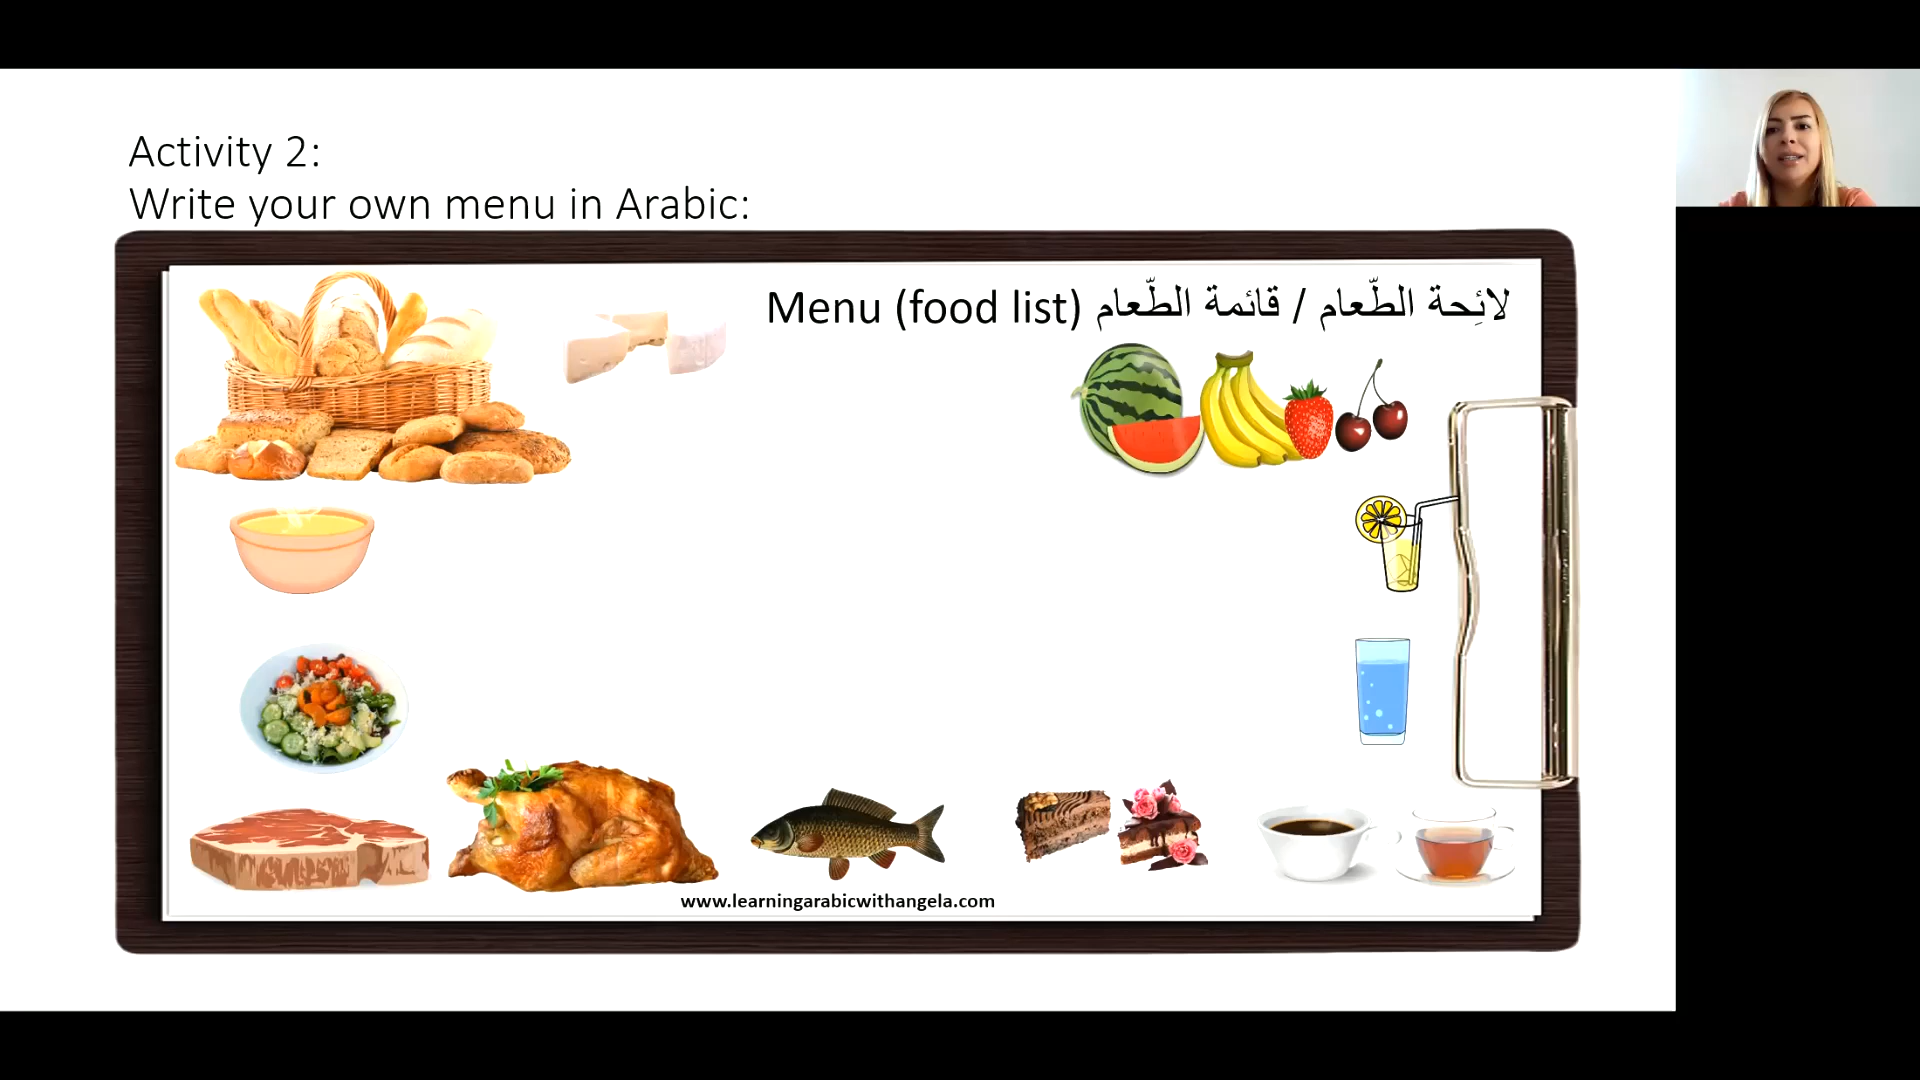 Activity 2:
Write your own menu in Arabic:
Menu (food list) لائِحة الطّعام / قائمة الطّعام
www.learningarabicwithangela.com